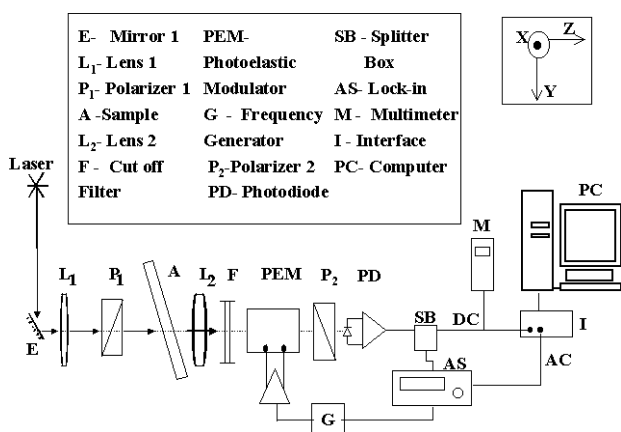 E- Mirror 1 PEM- SB - Splitter
L1- Lens 1 Photoelastic Box
P1- Polarizer 1 Modulator AS- Lock-in
A -Sample G - Frequency M - Multimeter
L2- Lens 2 Generator I - Interface
F - Cut off P2-Polarizer 2 PC- Computer
Filter PD- Photodiode
X Z
Y
Laser
PC
M
L1 P1 A L2 F PEM P2 PD
SB DC
I
E
AS AC
G